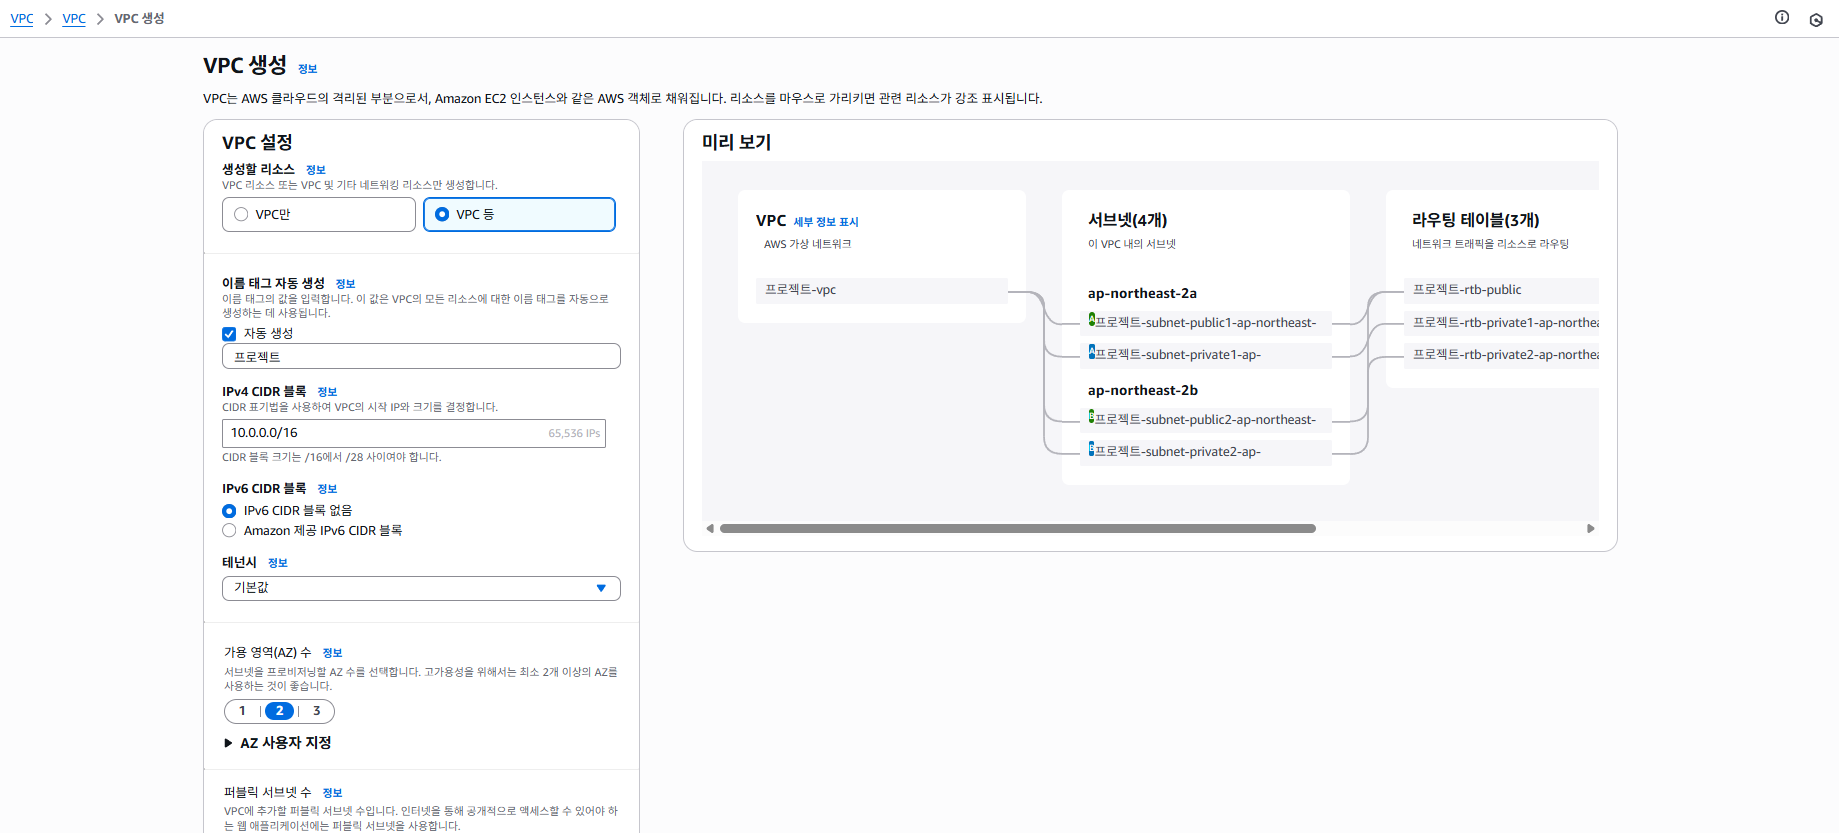 VPC > VPC > VPC 생성
VPC 생성 정보
VPC는 AWS 클라우드의 격리된 부분으로서, Amazon EC2 인스턴스와 같은 AWS 객체로 채워집니다. 리소스를 마우스로 가리키면 관련 리소스가 강조 표시됩니다.
VPC 설정
생성할 리소스 정보
VPC 리소스 또는 VPC 및 기타 네트워킹 리소스만 생성합니다.
VPC만
VPC 등
이름 태그 자동 생성 정보
이름 태그의 값을 입력합니다. 이 값은 VPC의 모든 리소스에 대한 이름 태그를 자동으로
생성하는 데 사용됩니다.
자동 생성
프로젝트
IPv4 CIDR 블록 정보
CIDR 표기법을 사용하여 VPC의 시작 IP와 크기를 결정합니다.
10.0.0.0/16 65,536 IPs
CIDR 블록 크기는 /16에서 /28 사이여야 합니다.
IPv6 CIDR 블록 정보
IPv6 CIDR 블록 없음
Amazon 제공 IPv6 CIDR 블록
테넌시 정보
기본값
가용 영역(AZ) 수 정보
서브넷을 프로비저닝할 AZ 수를 선택합니다. 고가용성을 위해서는 최소 2개 이상의 AZ를
사용하는 것이 좋습니다.
1 | 2 | 3
AZ 사용자 지정
퍼블릭 서브넷 수 정보
VPC에 추가할 퍼블릭 서브넷 수입니다. 인터넷을 통해 공개적으로 액세스할 수 있어야 하
는 웹 애플리케이션에는 퍼블릭 서브넷을 사용합니다.
미리 보기
VPC 세부 정보 표시
AWS 가상 네트워크
프로젝트-vpc
서브넷(4개)
이 VPC 내의 서브넷
ap-northeast-2a
A 프로젝트-subnet-public1-ap-northeast-
A 프로젝트-subnet-private1-ap-
ap-northeast-2b
B 프로젝트-subnet-public2-ap-northeast-
B 프로젝트-subnet-private2-ap-
라우팅 테이블(3개)
네트워크 트래픽을 리소스로 라우팅
프로젝트-rtb-public
프로젝트-rtb-private1-ap-northea
프로젝트-rtb-private2-ap-northea